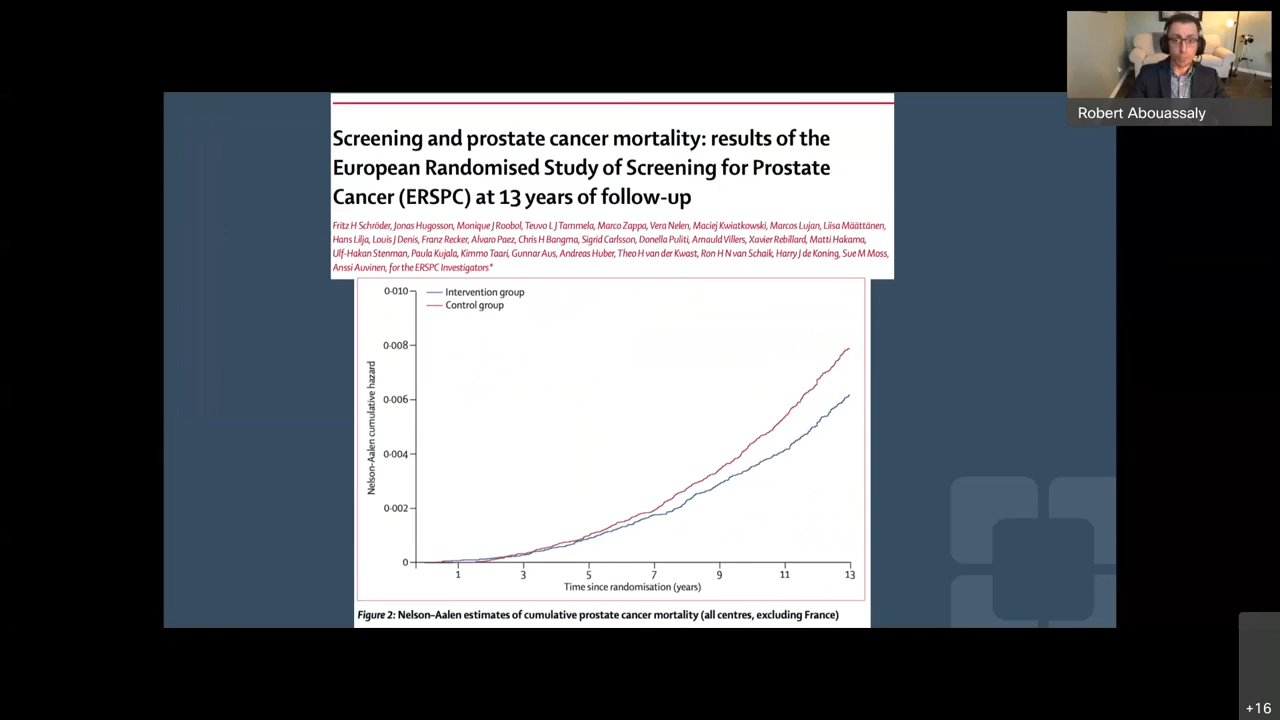 Robert Abouassaly
Screening and prostate cancer mortality: results of the
European Randomised Study of Screening for Prostate
Cancer (ERSPC) at 13 years of follow-up
Fritz H Schröder, Jonas Hugosson, Monique J Roobol, Teuvo L J Tammela, Marco Zappa, Vera Nelen, Maciej Kwiatkowski, Marcos Lujan, Liisa Määttänen,
Hans Lilja, Louis J Denis, Franz Recker, Alvaro Paez, Chris H Bangma, Sigrid Carlsson, Donella Puliti, Arnauld Villers, Xavier Rebillard, Matti Hakama,
Ulf-Hakan Stenman, Paula Kujala, Kimmo Taari, Gunnar Aus, Andreas Huber, Theo H van der Kwast, Ron H N van Schaik, Harry J de Koning, Sue M Moss,
Anssi Auvinen, for the ERSPC Investigators*
Intervention group
Control group
0·010
0·008
0·006
0·004
0·002
0
Nelson–Aalen cumulative hazard
1 3 5 7 9 11 13
Time since randomisation (years)
Figure 2: Nelson–Aalen estimates of cumulative prostate cancer mortality (all centres, excluding France)
+16